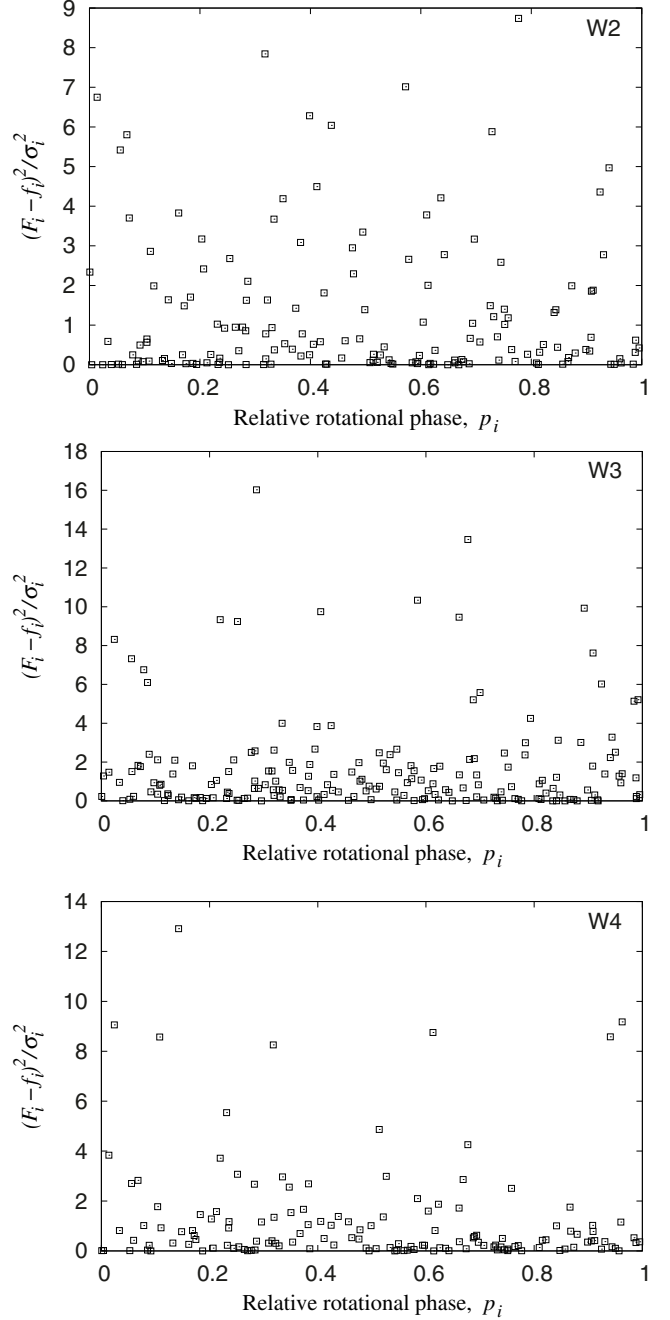 9
8
7
6
5
4
3
2
1
0
W2
(F_i − f_i)^2/σ_i^2
0 0.2 0.4 0.6 0.8 1
Relative rotational phase, p_i
18
16
14
12
10
8
6
4
2
0
W3
(F_i − f_i)^2/σ_i^2
0 0.2 0.4 0.6 0.8 1
Relative rotational phase, p_i
14
12
10
8
6
4
2
0
W4
(F_i − f_i)^2/σ_i^2
0 0.2 0.4 0.6 0.8 1
Relative rotational phase, p_i